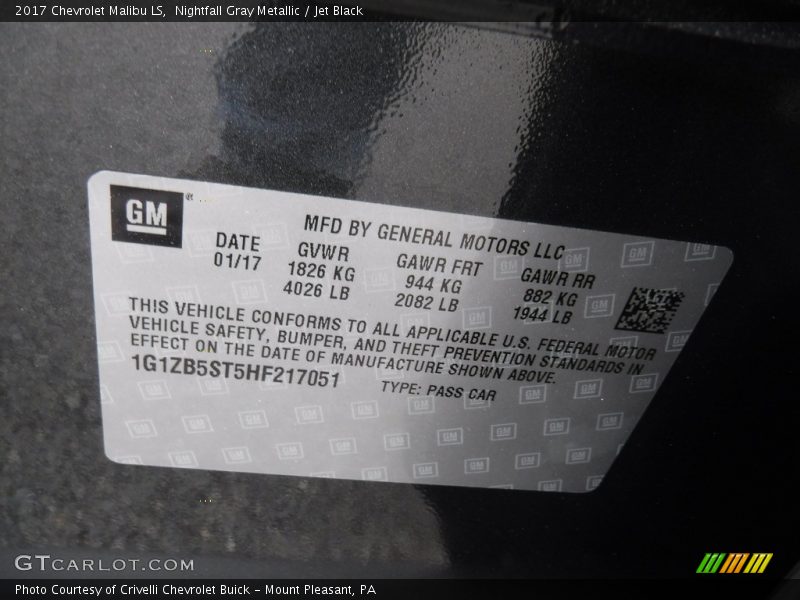 2017 Chevrolet Malibu LS,  Nightfall Gray Metallic / Jet Black
GM®
MFD BY GENERAL MOTORS LLC
DATE GVWR GAWR FRT GAWR RR
01/17 1826 KG 944 KG 882 KG
4026 LB 2082 LB 1944 LB
THIS VEHICLE CONFORMS TO ALL APPLICABLE U.S. FEDERAL MOTOR
VEHICLE SAFETY, BUMPER, AND THEFT PREVENTION STANDARDS IN
EFFECT ON THE DATE OF MANUFACTURE SHOWN ABOVE.
1G1ZB5ST5HF217051 TYPE: PASS CAR
GTCARLOT.COM
Photo Courtesy of Crivelli Chevrolet Buick – Mount Pleasant, PA